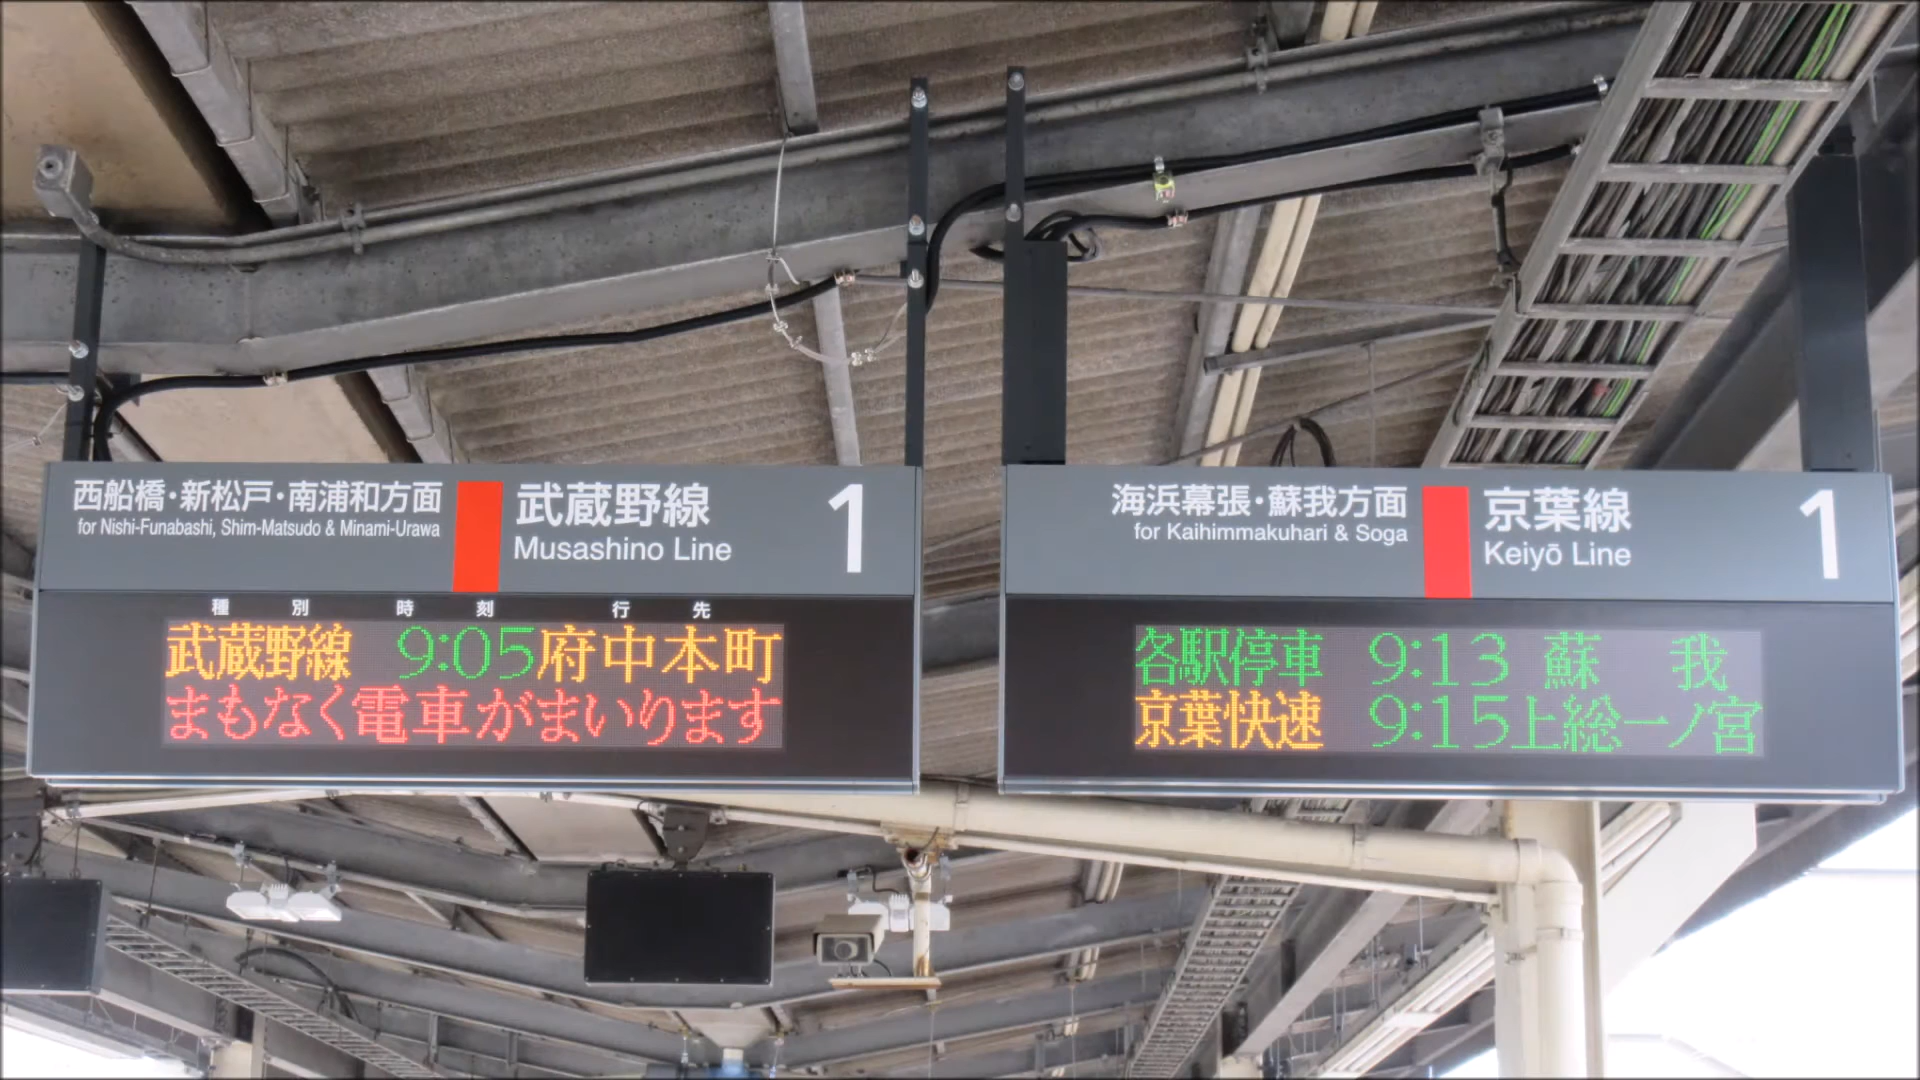 西船橋・新松戸・南浦和方面
for Nishi-Funabashi, Shim-Matsudo & Minami-Urawa
武蔵野線
Musashino Line
1
種別 時刻 行先
武蔵野線 9:05 府中本町
まもなく電車がまいります
海浜幕張・蘇我方面
for Kaihimmakuhari & Soga
京葉線
Keiyō Line
1
各駅停車 9:13 蘇 我
京葉快速 9:15 上総一ノ宮